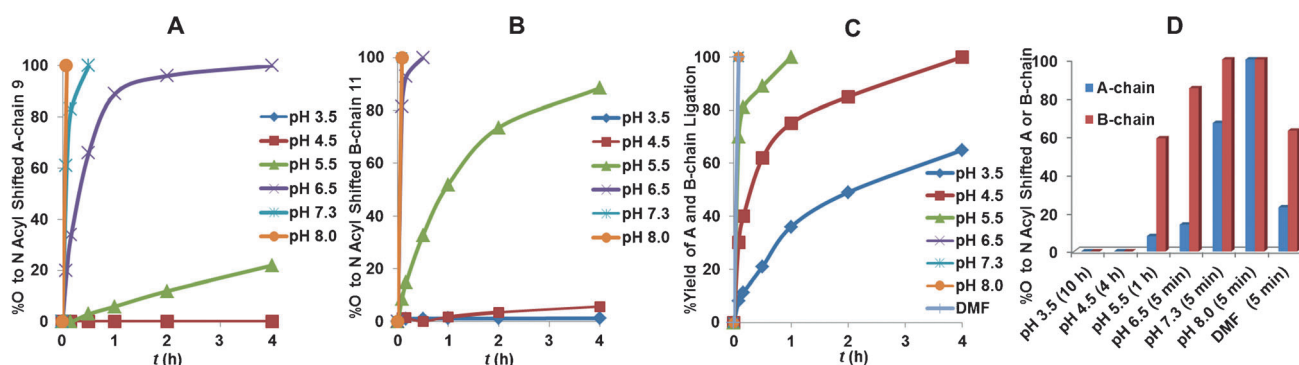 A
%O to N Acyl Shifted A-chain 9
100
80
60
40
20
0
0
1
2
3
4
t (h)
pH 3.5
pH 4.5
pH 5.5
pH 6.5
pH 7.3
pH 8.0
B
%O to N Acyl Shifted B-chain 11
100
80
60
40
20
0
0
1
2
3
4
t (h)
pH 3.5
pH 4.5
pH 5.5
pH 6.5
pH 7.3
pH 8.0
C
%Yield of A and B-chain Ligation
100
80
60
40
20
0
0
1
2
3
4
t (h)
pH 3.5
pH 4.5
pH 5.5
pH 6.5
pH 7.3
pH 8.0
DMF
D
%O to N Acyl Shifted A or B-chain
100
80
60
40
20
0
A-chain
B-chain
pH 3.5 (10 h)
pH 4.5 (4 h)
pH 5.5 (1 h)
pH 6.5 (5 min)
pH 7.3 (5 min)
pH 8.0 (5 min)
DMF (5 min)